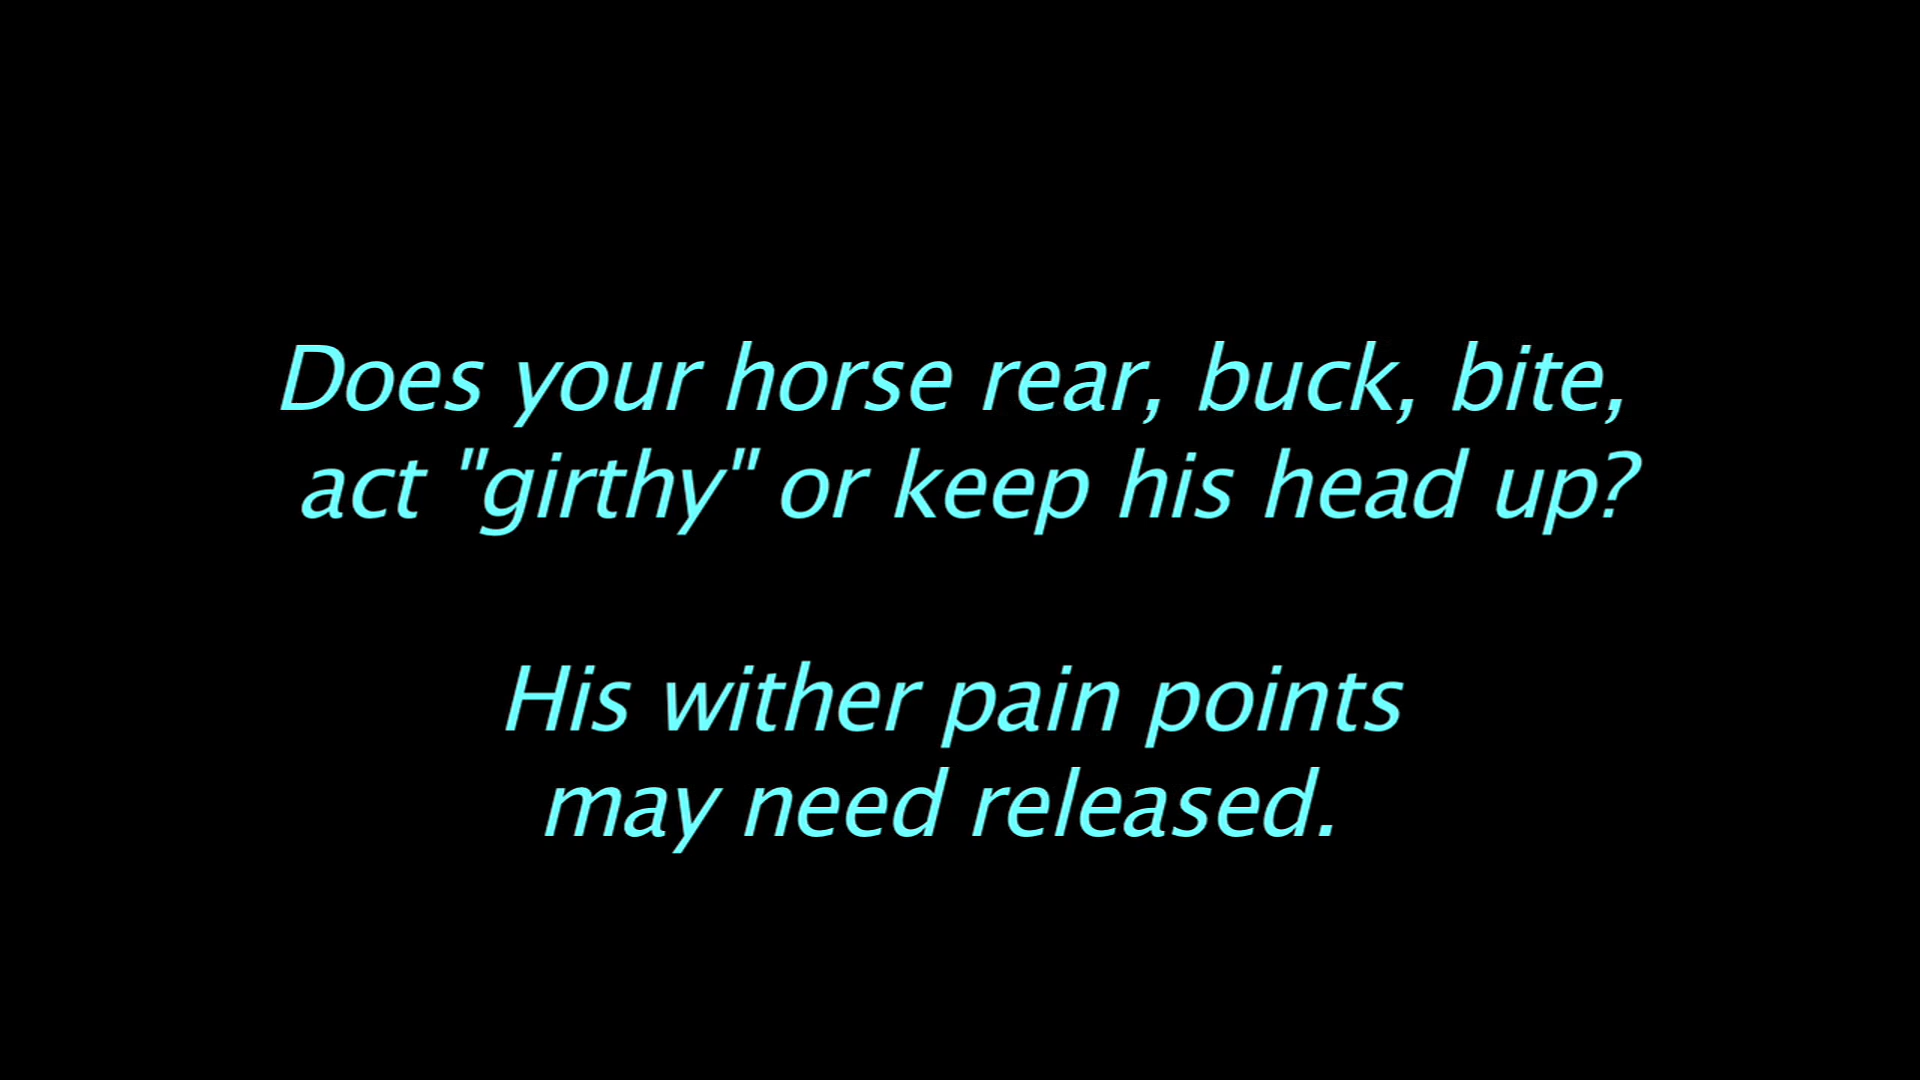 Does your horse rear, buck, bite,
act "girthy" or keep his head up?
His wither pain points
may need released.